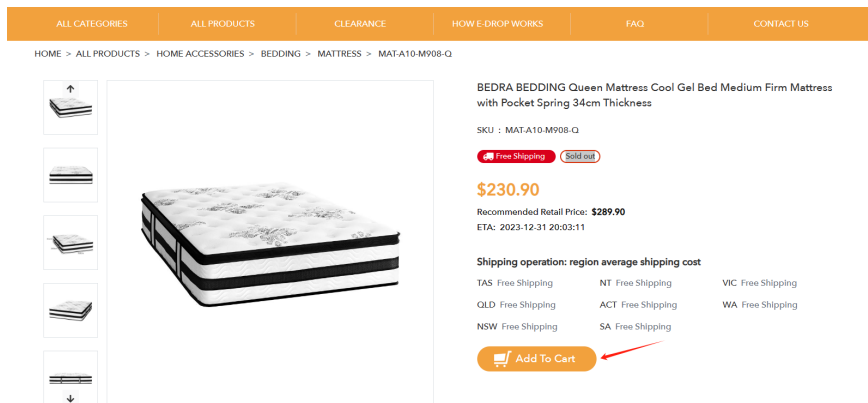 ALL CATEGORIES ALL PRODUCTS CLEARANCE HOW E-DROP WORKS FAQ CONTACT US
HOME > ALL PRODUCTS > HOME ACCESSORIES > BEDDING > MATTRESS > MAT-A10-M908-Q
BEDRA BEDDING Queen Mattress Cool Gel Bed Medium Firm Mattress
with Pocket Spring 34cm Thickness
SKU : MAT-A10-M908-Q
Free Shipping Sold out
$230.90
Recommended Retail Price: $289.90
ETA: 2023-12-31 20:03:11
Shipping operation: region average shipping cost
TAS Free Shipping NT Free Shipping VIC Free Shipping
QLD Free Shipping ACT Free Shipping WA Free Shipping
NSW Free Shipping SA Free Shipping
Add To Cart